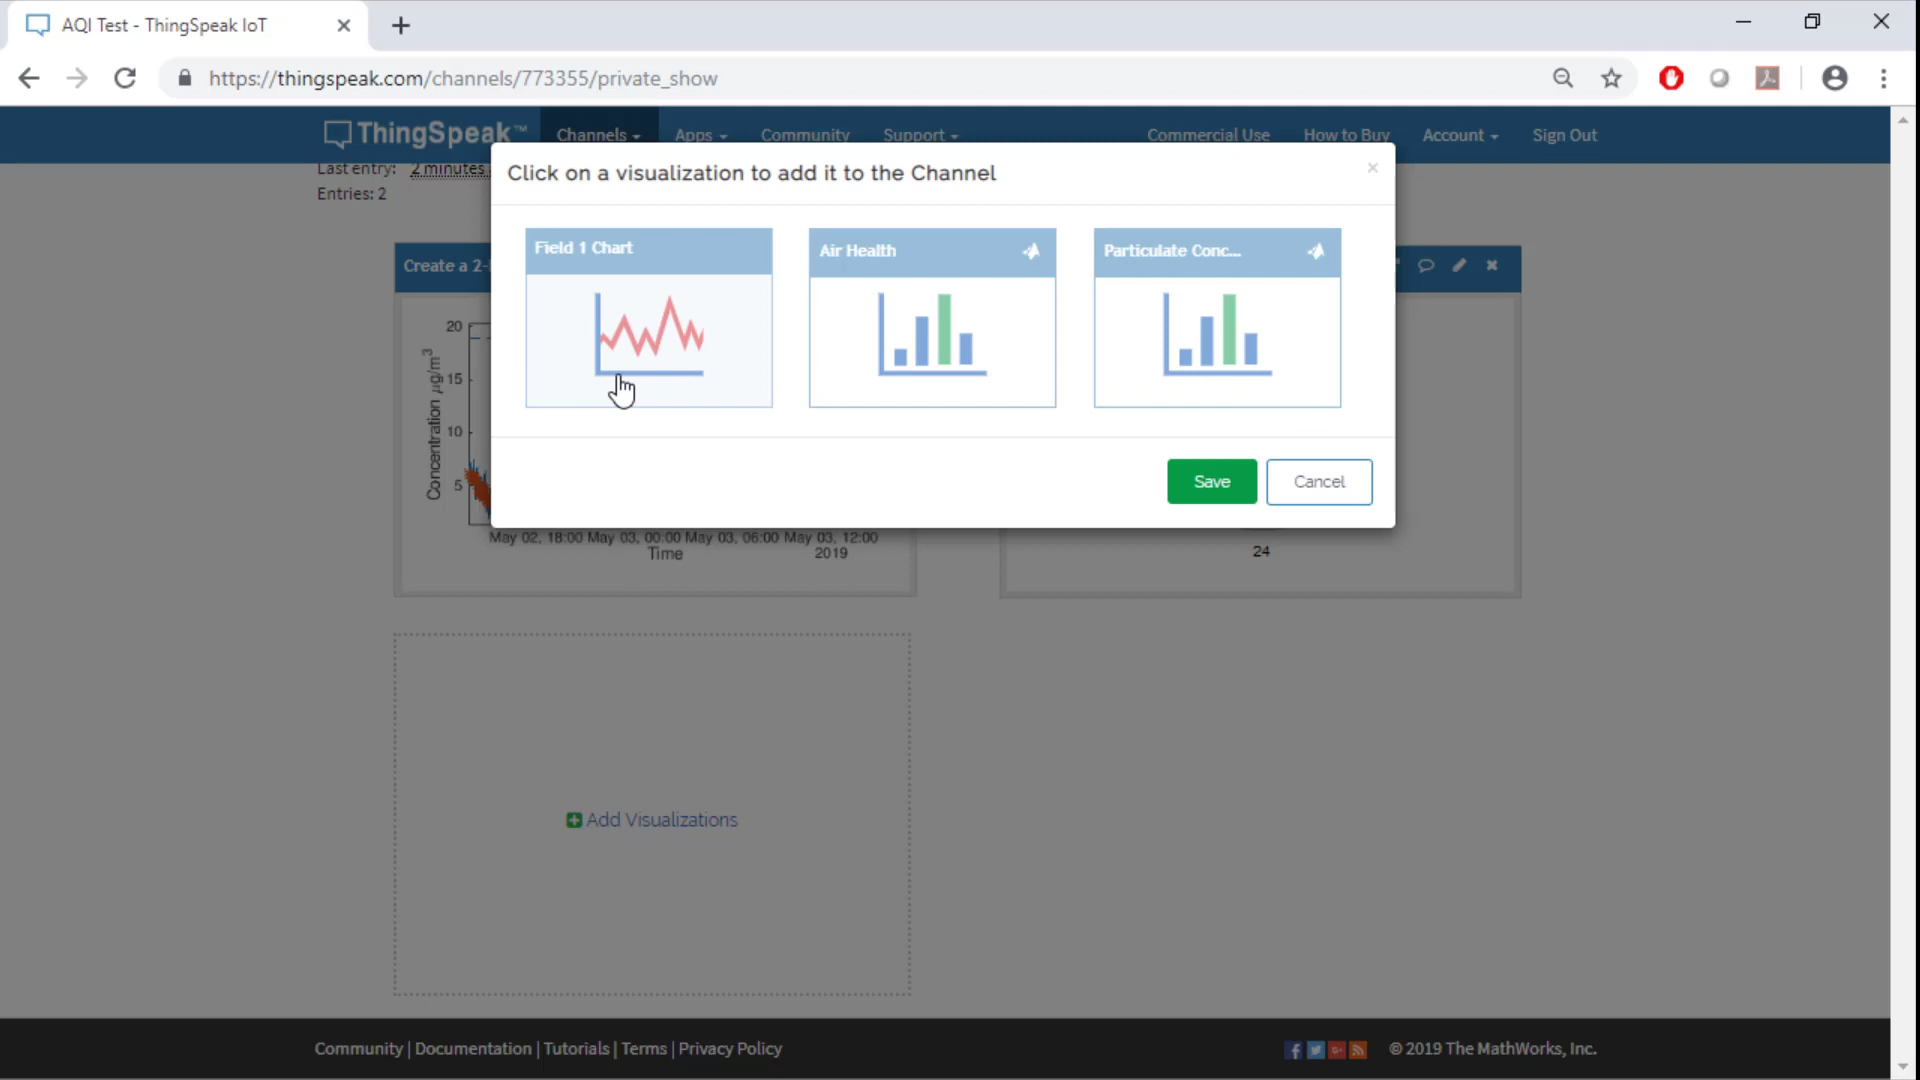 AQI Test - ThingSpeak IoT
https://thingspeak.com/channels/773355/private_show
ThingSpeak™ Channels Apps Community Support Commercial Use How to Buy Account Sign Out
Last entry: 2 minutes
Entries: 2
Click on a visualization to add it to the Channel
×
Field 1 Chart
Air Health
Particulate Conc...
Save
Cancel
Create a 2-
20
15
10
5
Concentration μg/m³
May 02, 18:00 May 03, 00:00 May 03, 06:00 May 03, 12:00
Time
2019
24
Add Visualizations
Community | Documentation | Tutorials | Terms | Privacy Policy
© 2019 The MathWorks, Inc.